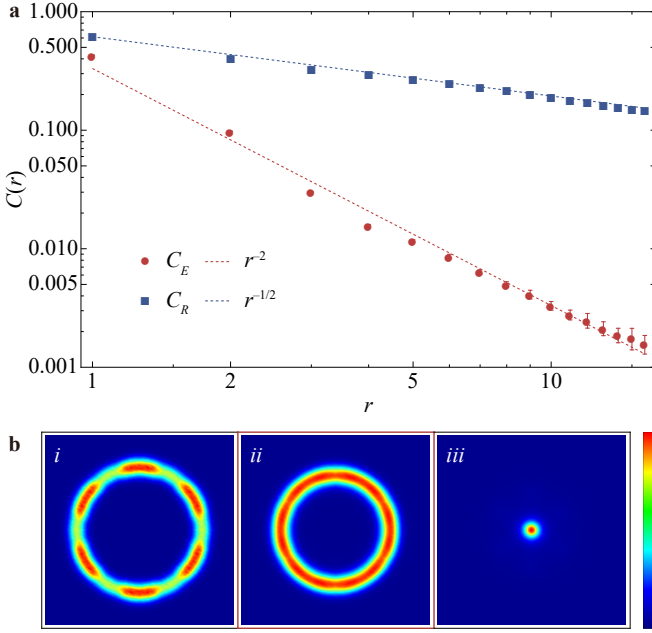 a
1.000
0.500
0.100
0.050
0.010
0.005
0.001
C(r)
C_E r^{-2}
C_R r^{-1/2}
1 2 5 10
r
b
i ii iii